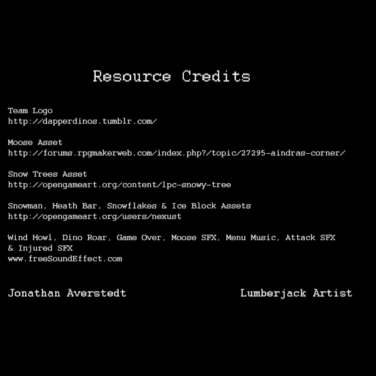 Resource Credits
Team Logo
http://dapperdinos.tumblr.com/
Moose Asset
http://forums.rpgmakerweb.com/index.php?/topic/27295-aindras-corner/
Snow Trees Asset
http://opengameart.org/content/lpc-snowy-tree
Snowman, Heath Bar, Snowflakes & Ice Block Assets
http://opengameart.org/users/nexust
Wind Howl, Dino Roar, Game Over, Moose SFX, Menu Music, Attack SFX
& Injured SFX
www.freeSoundEffect.com
Jonathan Averstedt Lumberjack Artist